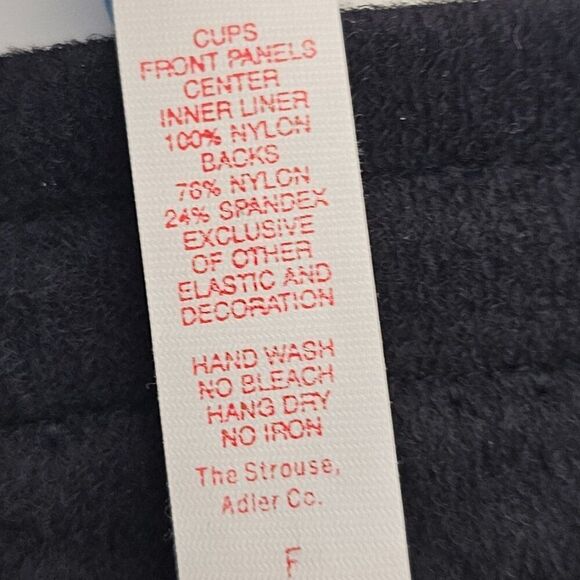 CUPS
FRONT PANELS
CENTER
INNER LINER
100% NYLON
BACKS
76% NYLON
24% SPANDEX
EXCLUSIVE
OF OTHER
ELASTIC AND
DECORATION
HAND WASH
NO BLEACH
HANG DRY
NO IRON
The Strouse,
Adler Co.
F